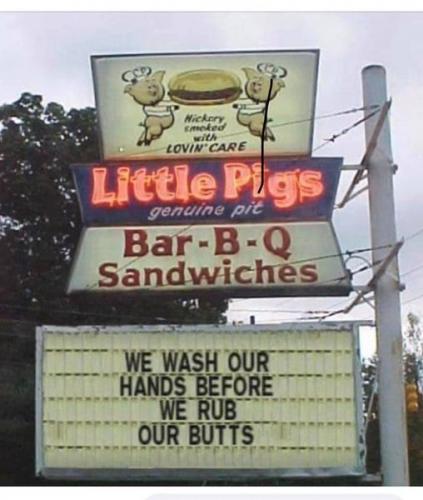 Hickory
smoked
with
LOVIN' CARE
Little Pigs
genuine pit
Bar-B-Q
Sandwiches
WE WASH OUR
HANDS BEFORE
WE RUB
OUR BUTTS